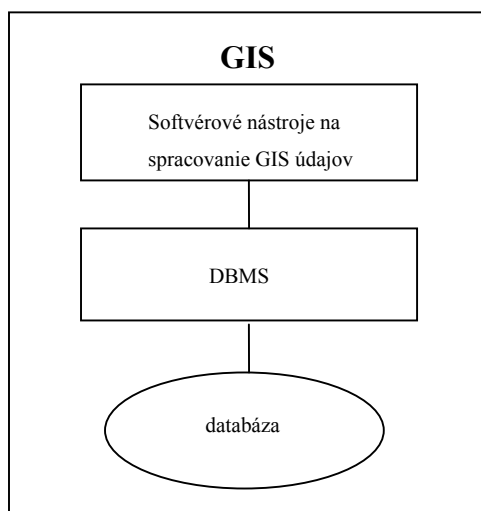 GIS
Softvérové nástroje na
spracovanie GIS údajov
DBMS
databáza